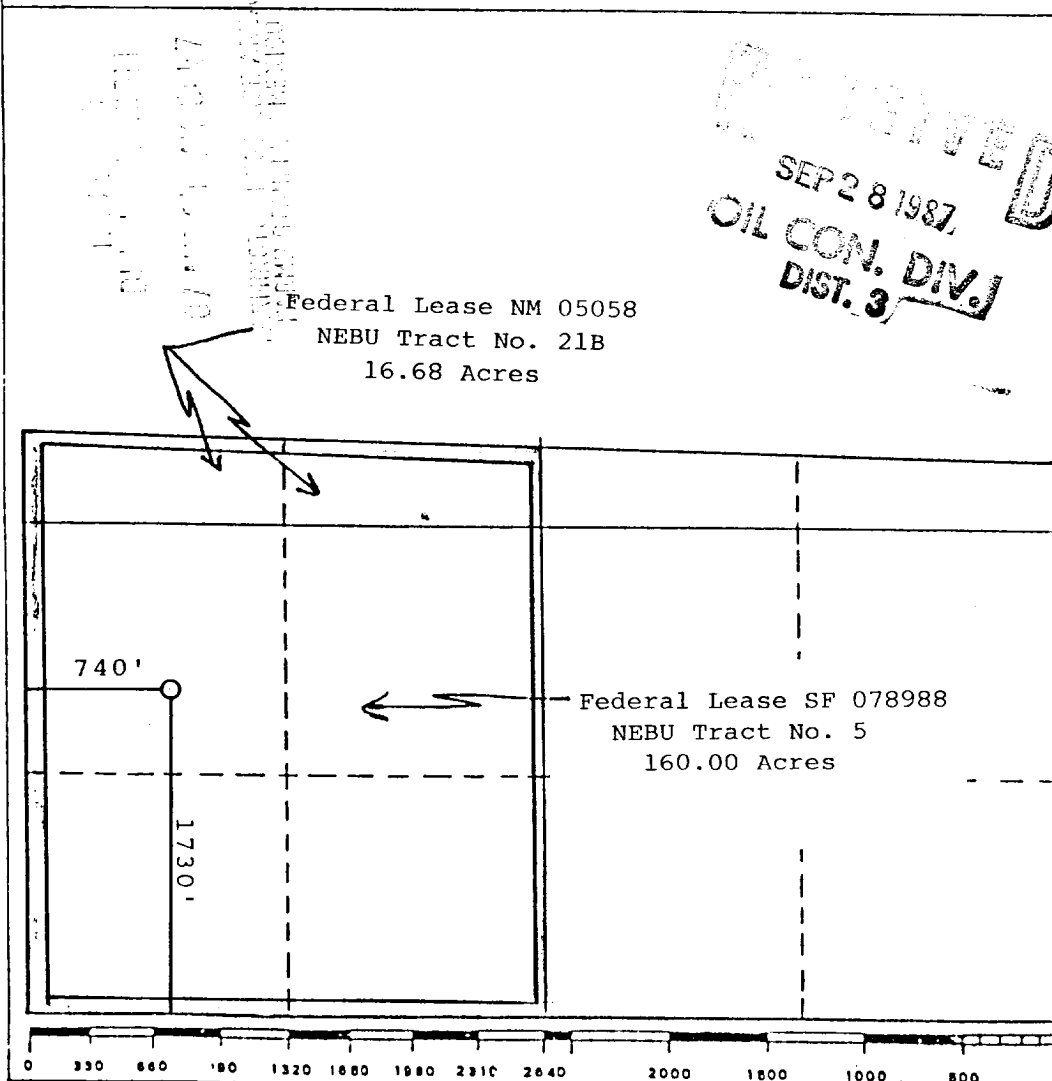 SEP 28 1987
OIL CON. DIV.
DIST. 3
Federal Lease NM 05058
NEBU Tract No. 21B
16.68 Acres
740'
Federal Lease SF 078988
NEBU Tract No. 5
160.00 Acres
1730'
0 330 660 1320 1980 2310 2640 2000 1500 1000 500